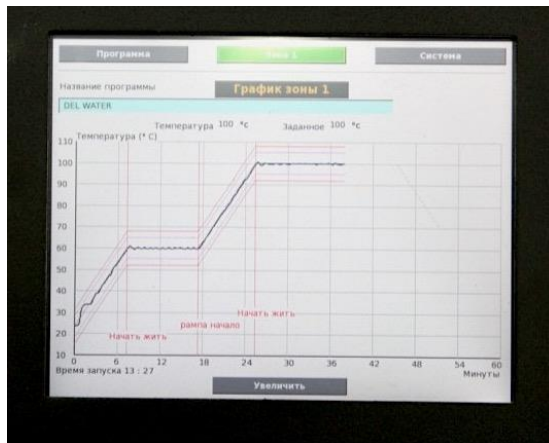 Программа Зона 1 Система
Название программы График зоны 1
DEL WATER
Температура 100 °C Заданное 100 °C
Температура (° C)
110
100
90
80
70
60
50
40
30
20
10
Начать жить
рампа начало
Начать жить
0 6 12 18 24 30 36 42 48 54 60
Время запуска 13 : 27 Минуты
Увеличить